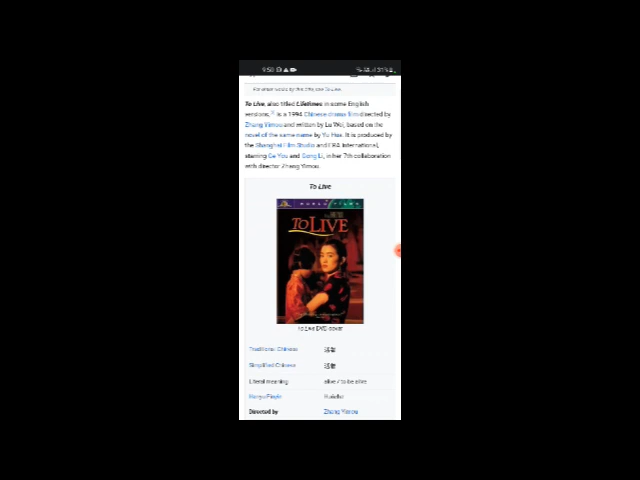 9:50
To Live, also titled Lifetimes in some English
versions, is a 1994 Chinese drama film directed by
Zhang Yimou and written by Lu Wei, based on the
novel of the same name by Yu Hua. It is produced by
the Shanghai Film Studio and ERA International,
starring Ge You and Gong Li, in her 7th collaboration
with director Zhang Yimou.
To Live
WORLD FILMS
TO LIVE
To Live DVD cover
Traditional Chinese 活著
Simplified Chinese 活着
Literal meaning alive / to be alive
Hanyu Pinyin Huózhe
Directed by Zhang Yimou